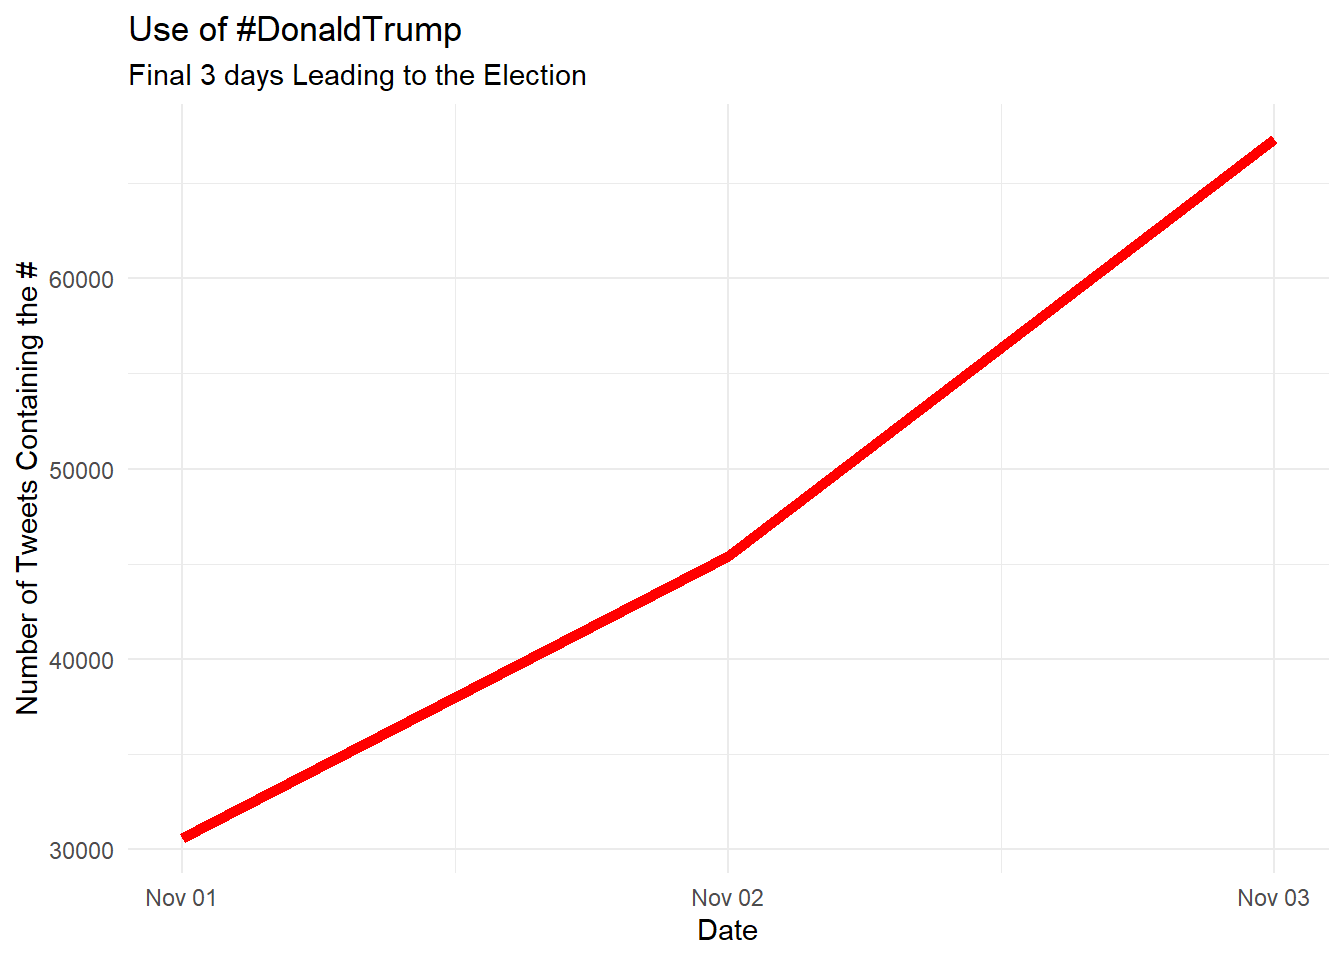 Use of #DonaldTrump
Final 3 days Leading to the Election
Number of Tweets Containing the #
60000
50000
40000
30000
Nov 01
Nov 02
Nov 03
Date